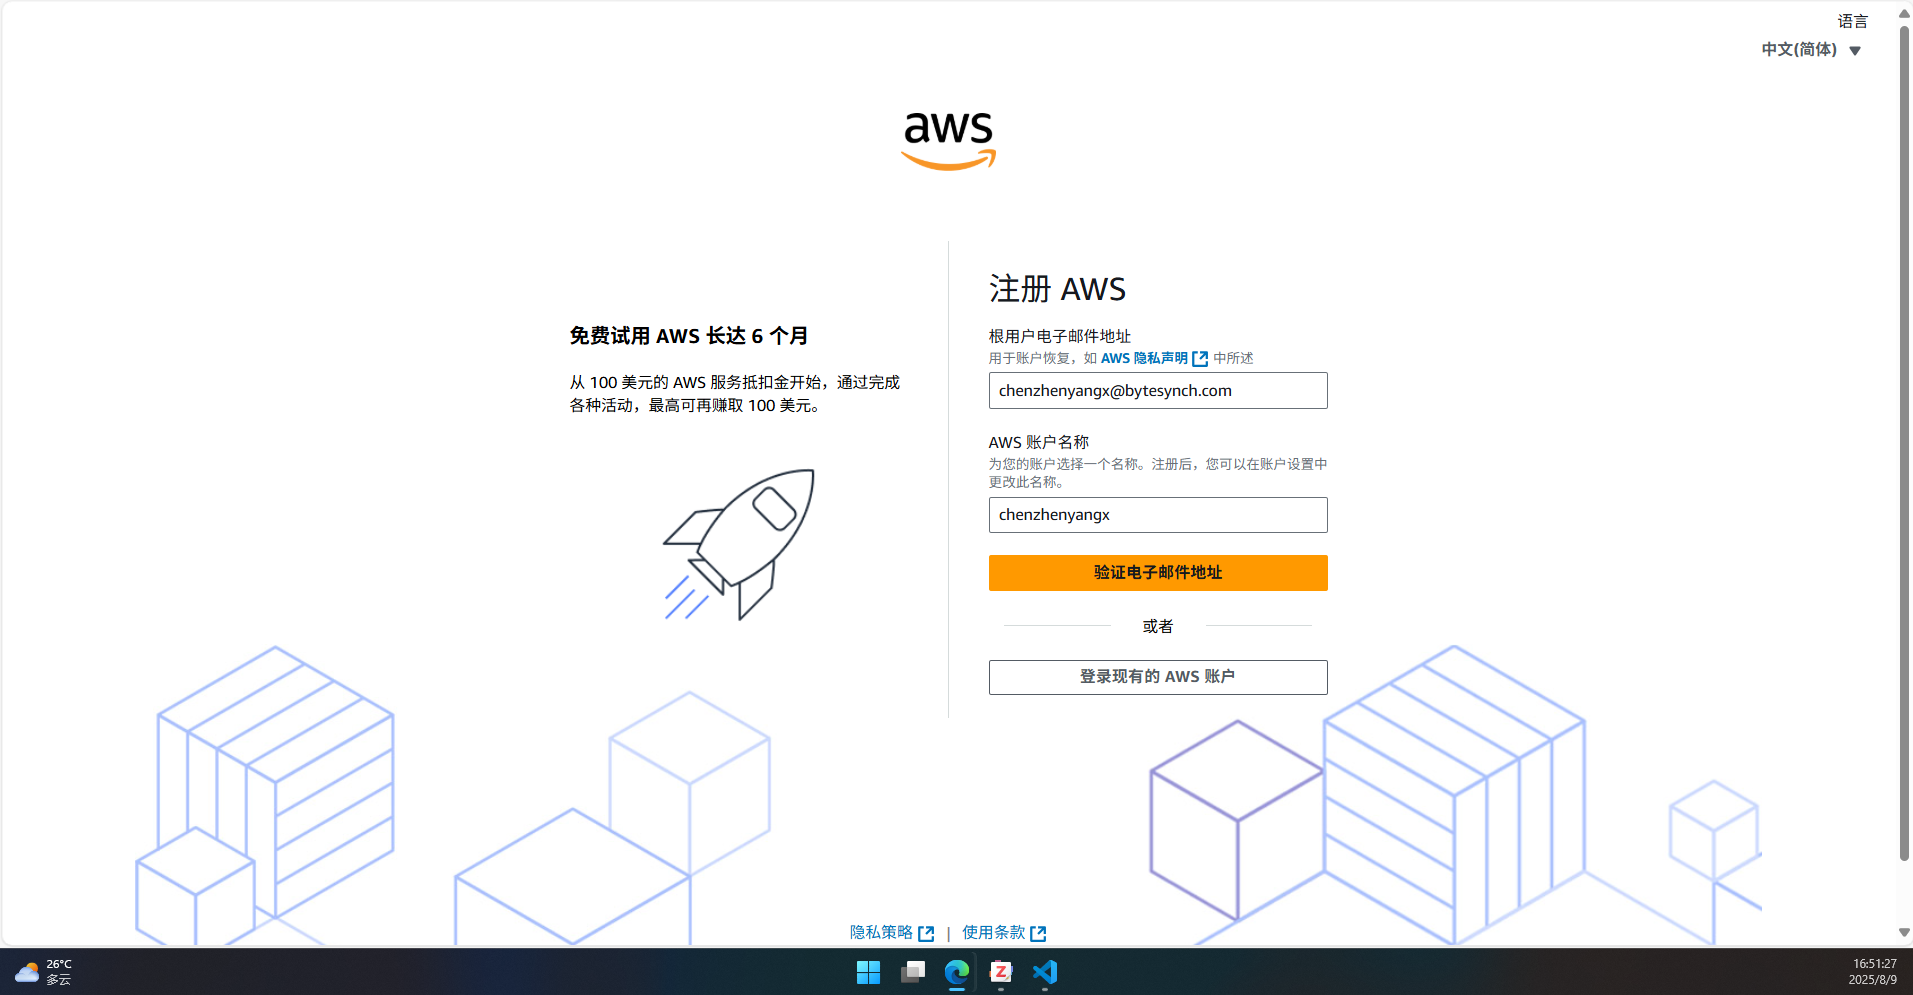 语言
中文(简体)
aws
免费试用 AWS 长达 6 个月
从 100 美元的 AWS 服务抵扣金开始，通过完成
各种活动，最高可再赚取 100 美元。
注册 AWS
根用户电子邮件地址
用于账户恢复，如 AWS 隐私声明 中所述
chenzhenyangx@bytesynch.com
AWS 账户名称
为您的账户选择一个名称。注册后，您可以在账户设置中
更改此名称。
chenzhenyangx
验证电子邮件地址
或者
登录现有的 AWS 账户
隐私策略 | 使用条款
26°C
多云
Z
16:51:27
2025/8/9